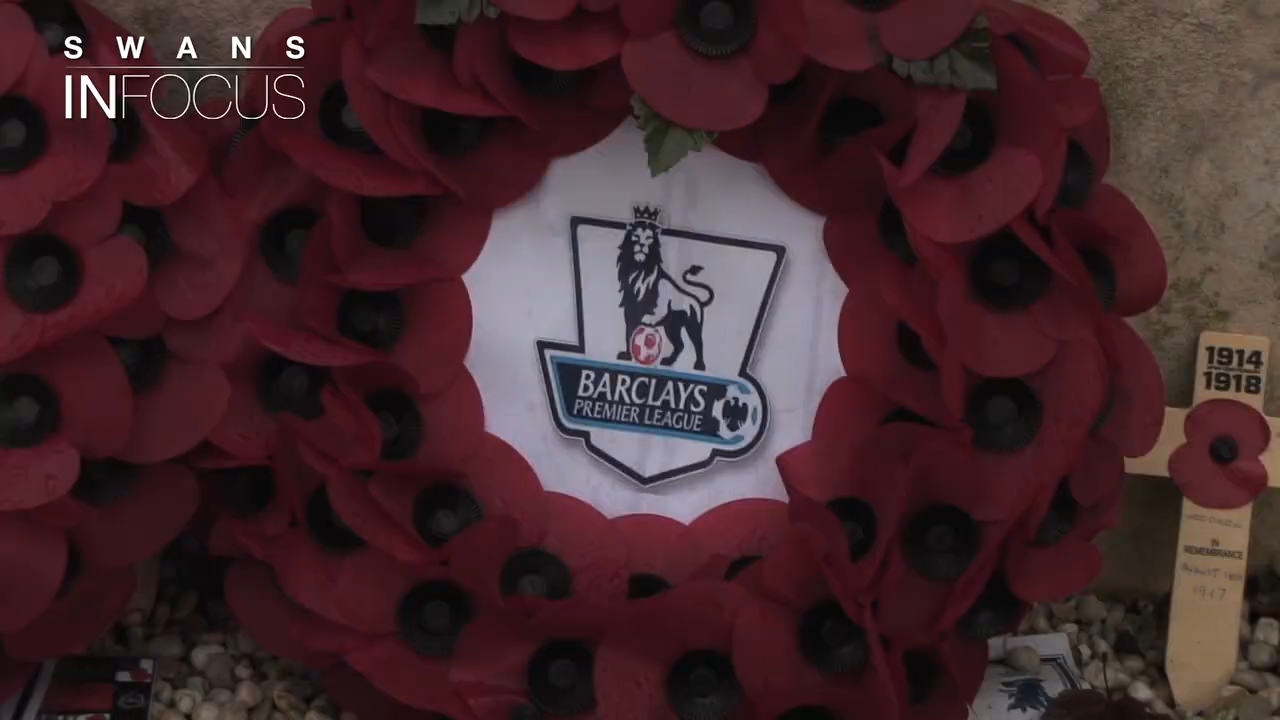 SWANS
INFOCUS
BARCLAYS
PREMIER LEAGUE
1914
1918
IN
REMEMBRANCE
1917